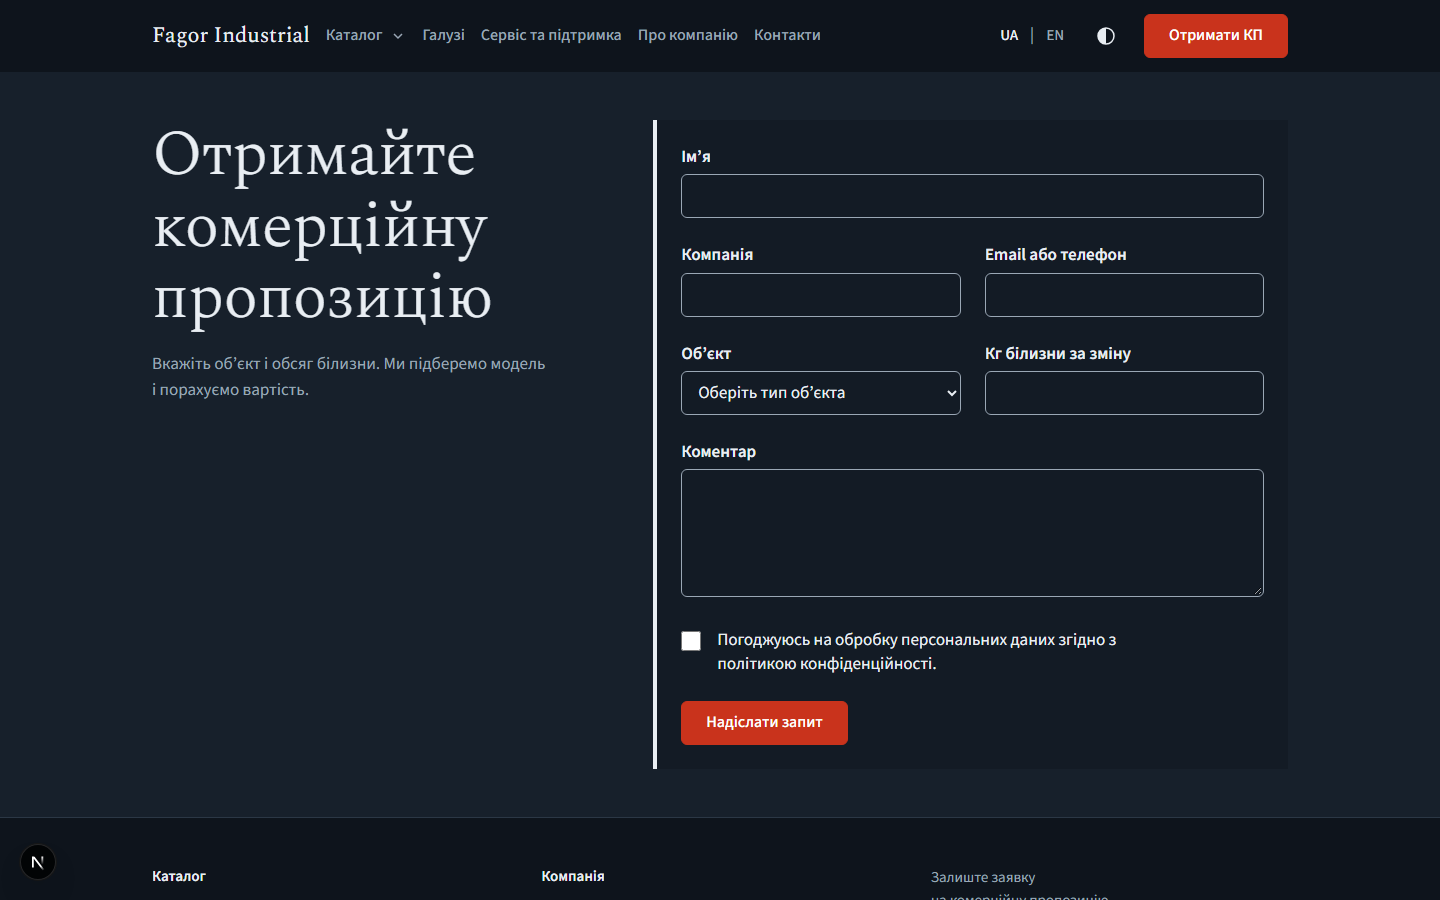 Fagor Industrial Каталог Галузі Сервіс та підтримка Про компанію Контакти UA | EN Отримати КП
Отримайте
комерційну
пропозицію
Вкажіть об’єкт і обсяг білизни. Ми підберемо модель
і порахуємо вартість.
Ім’я
Компанія Email або телефон
Об’єкт Кг білизни за зміну
Оберіть тип об’єкта
Коментар
Погоджуюсь на обробку персональних даних згідно з
політикою конфіденційності.
Надіслати запит
N
Каталог Компанія Залиште заявку
на комерційну пропозицію